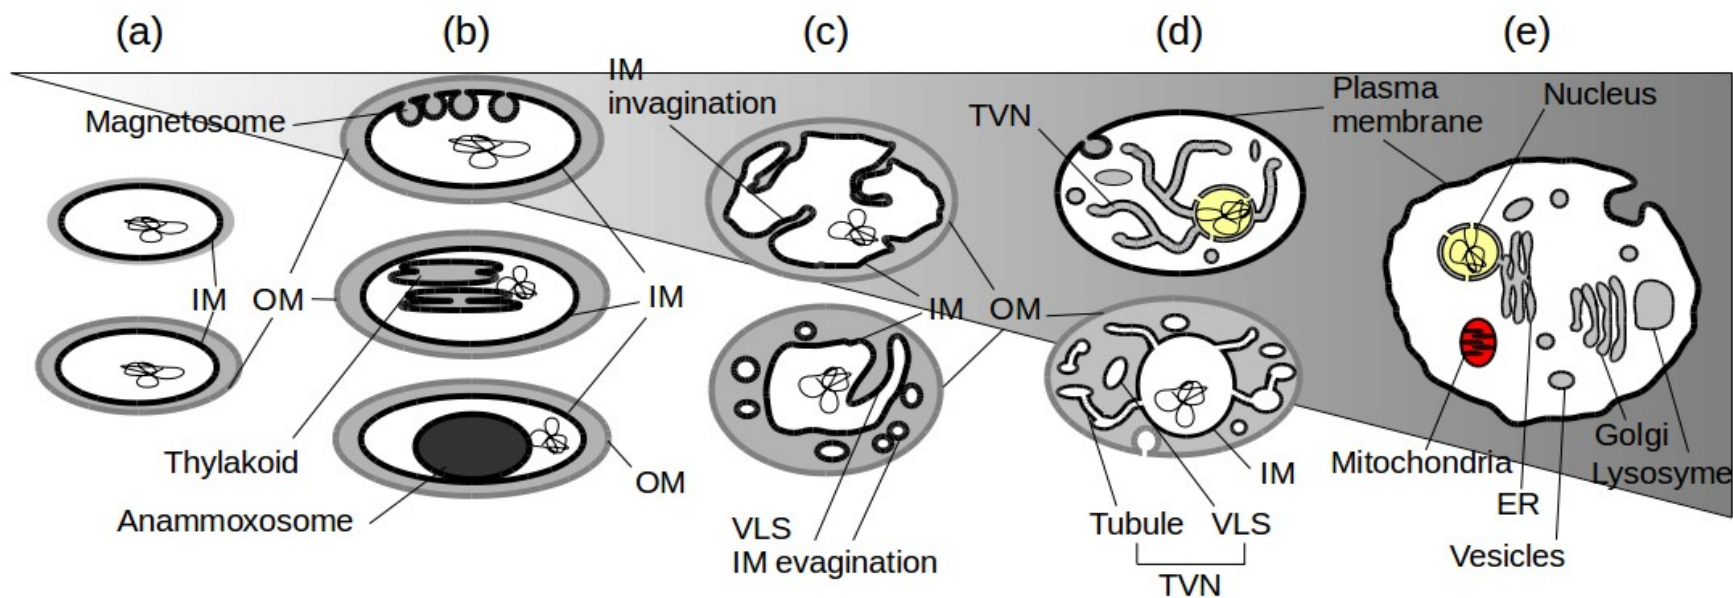 (a)
(b)
(c)
(d)
(e)
IM
invagination
Magnetosome
TVN
Plasma
membrane
Nucleus
IM
OM
IM
IM
OM
Thylakoid
Anammoxosome
OM
VLS
IM evagination
IM
Tubule
VLS
TVN
Mitochondria
Golgi
Lysosyme
ER
Vesicles